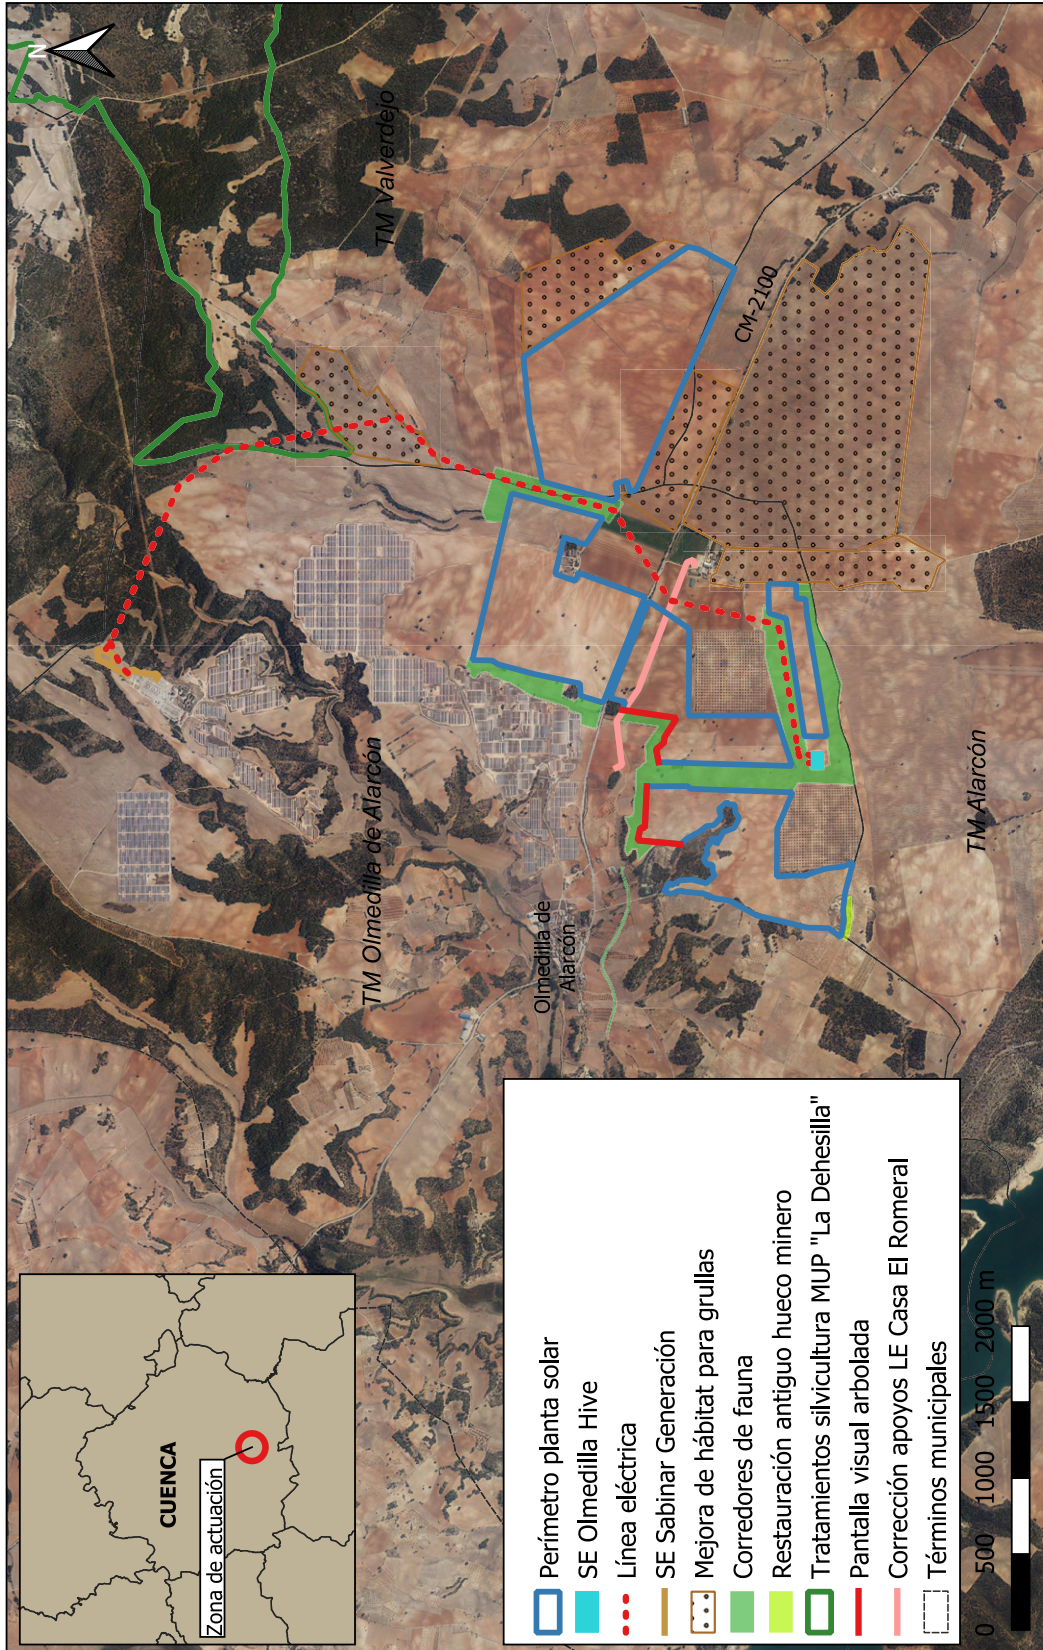 N
CUENCA
Zona de actuación
TM Valverdejo
TM Olmedilla de Alarcón
Olmedilla de
Alarcón
CM-2100
TM Alarcón
Perímetro planta solar
SE Olmedilla Hive
Línea eléctrica
SE Sabinar Generación
Mejora de hábitat para grullas
Corredores de fauna
Restauración antiguo hueco minero
Tratamientos silvicultura MUP "La Dehesilla"
Pantalla visual arbolada
Corrección apoyos LE Casa El Romeral
Términos municipales
0 500 1000 1500 2000 m